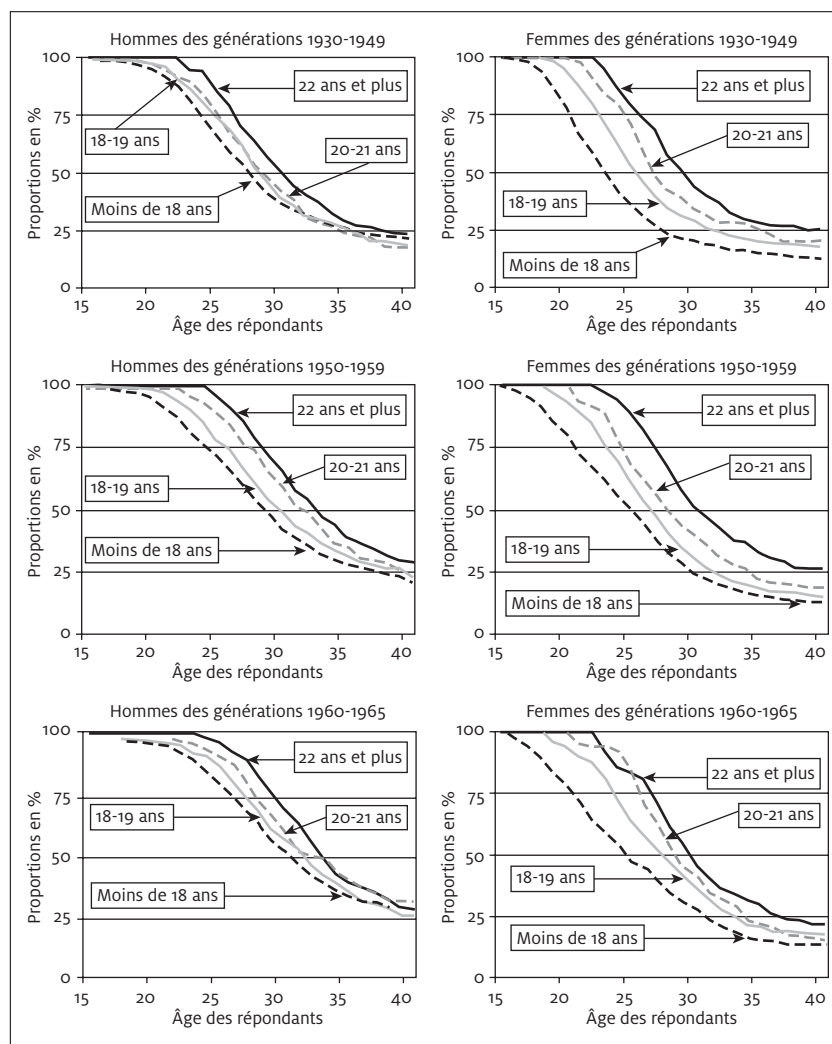 Hommes des générations 1930-1949
Proportions en %
100
75
50
25
0
22 ans et plus
18-19 ans
20-21 ans
Moins de 18 ans
15 20 25 30 35 40
Âge des répondants
Femmes des générations 1930-1949
Proportions en %
100
75
50
25
0
22 ans et plus
20-21 ans
18-19 ans
Moins de 18 ans
15 20 25 30 35 40
Âge des répondants
Hommes des générations 1950-1959
Proportions en %
100
75
50
25
0
22 ans et plus
20-21 ans
18-19 ans
Moins de 18 ans
15 20 25 30 35 40
Âge des répondants
Femmes des générations 1950-1959
Proportions en %
100
75
50
25
0
22 ans et plus
20-21 ans
18-19 ans
Moins de 18 ans
15 20 25 30 35 40
Âge des répondants
Hommes des générations 1960-1965
Proportions en %
100
75
50
25
0
22 ans et plus
18-19 ans
20-21 ans
Moins de 18 ans
15 20 25 30 35 40
Âge des répondants
Femmes des générations 1960-1965
Proportions en %
100
75
50
25
0
22 ans et plus
20-21 ans
18-19 ans
Moins de 18 ans
15 20 25 30 35 40
Âge des répondants